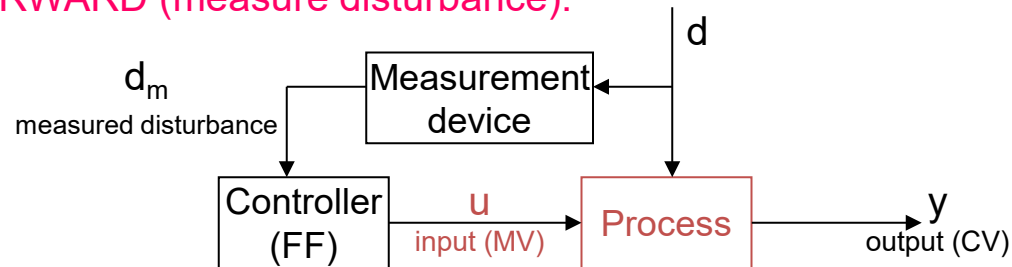 RWARD (measure disturbance):
d
Measurement
device
dm
measured disturbance
Controller
(FF)
u
input (MV)
Process
y
output (CV)